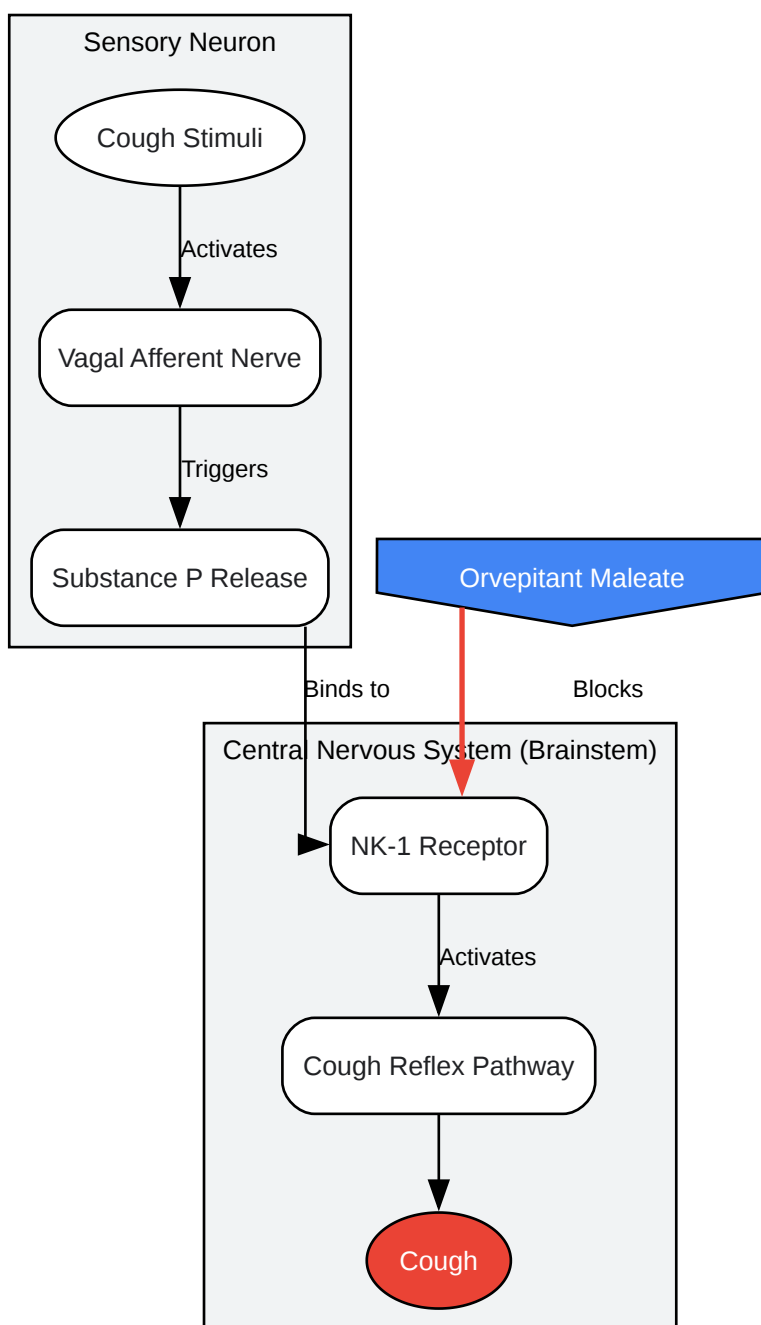 Sensory Neuron
Cough Stimuli
Activates
Vagal Afferent Nerve
Triggers
Substance P Release
Orvepitant Maleate
Binds to
Blocks
Central Nervous System (Brainstem)
NK-1 Receptor
Activates
Cough Reflex Pathway
Cough